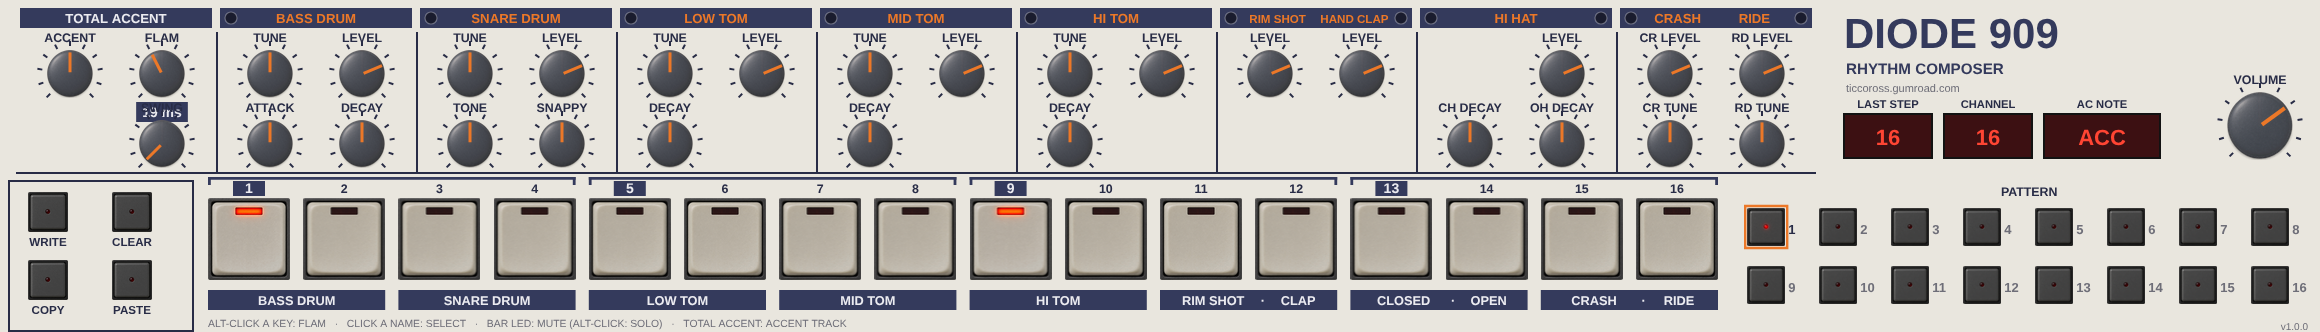 TOTAL ACCENT BASS DRUM SNARE DRUM LOW TOM MID TOM HI TOM RIM SHOT HAND CLAP HI HAT CRASH RIDE
ACCENT FLAM TUNE LEVEL TUNE LEVEL TUNE LEVEL TUNE LEVEL TUNE LEVEL LEVEL LEVEL LEVEL CR LEVEL RD LEVEL
ms ATTACK DECAY TONE SNAPPY DECAY DECAY DECAY CH DECAY OH DECAY CR TUNE RD TUNE
DIODE 909
RHYTHM COMPOSER
ticcoross.gumroad.com
VOLUME
LAST STEP CHANNEL AC NOTE
16 16 ACC
WRITE CLEAR
COPY PASTE
1 2 3 4 5 6 7 8 9 10 11 12 13 14 15 16
BASS DRUM SNARE DRUM LOW TOM MID TOM HI TOM RIM SHOT · CLAP CLOSED · OPEN CRASH · RIDE
ALT-CLICK A KEY: FLAM · CLICK A NAME: SELECT · BAR LED: MUTE (ALT-CLICK: SOLO) · TOTAL ACCENT: ACCENT TRACK
PATTERN
1 2 3 4 5 6 7 8
9 10 11 12 13 14 15 16
v1.0.0